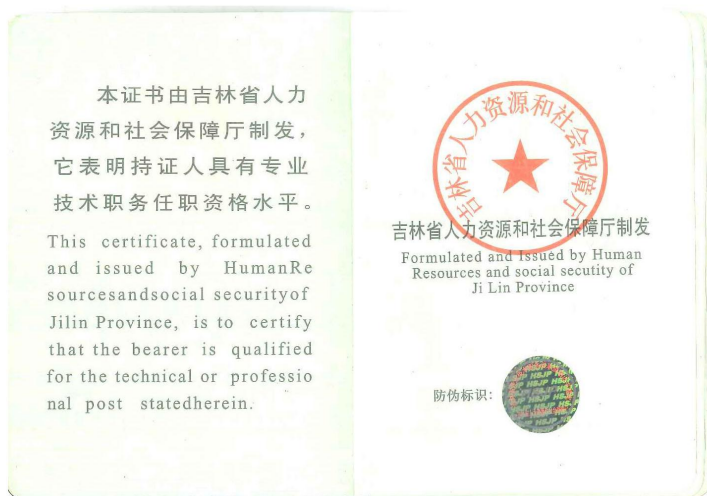 本证书由吉林省人力
资源和社会保障厅制发，
它表明持证人具有专业
技术职务任职资格水平。
This certificate, formulated
and issued by HumanRe
sourcesandsocial securityof
Jilin Province, is to certify
that the bearer is qualified
for the technical or professio
nal post statedherein.
吉林省人力资源和社会保障厅
吉林省人力资源和社会保障厅制发
Formulated and Issued by Human
Resources and social secutity of
Ji Lin Province
防伪标识：
HBJP HBJP